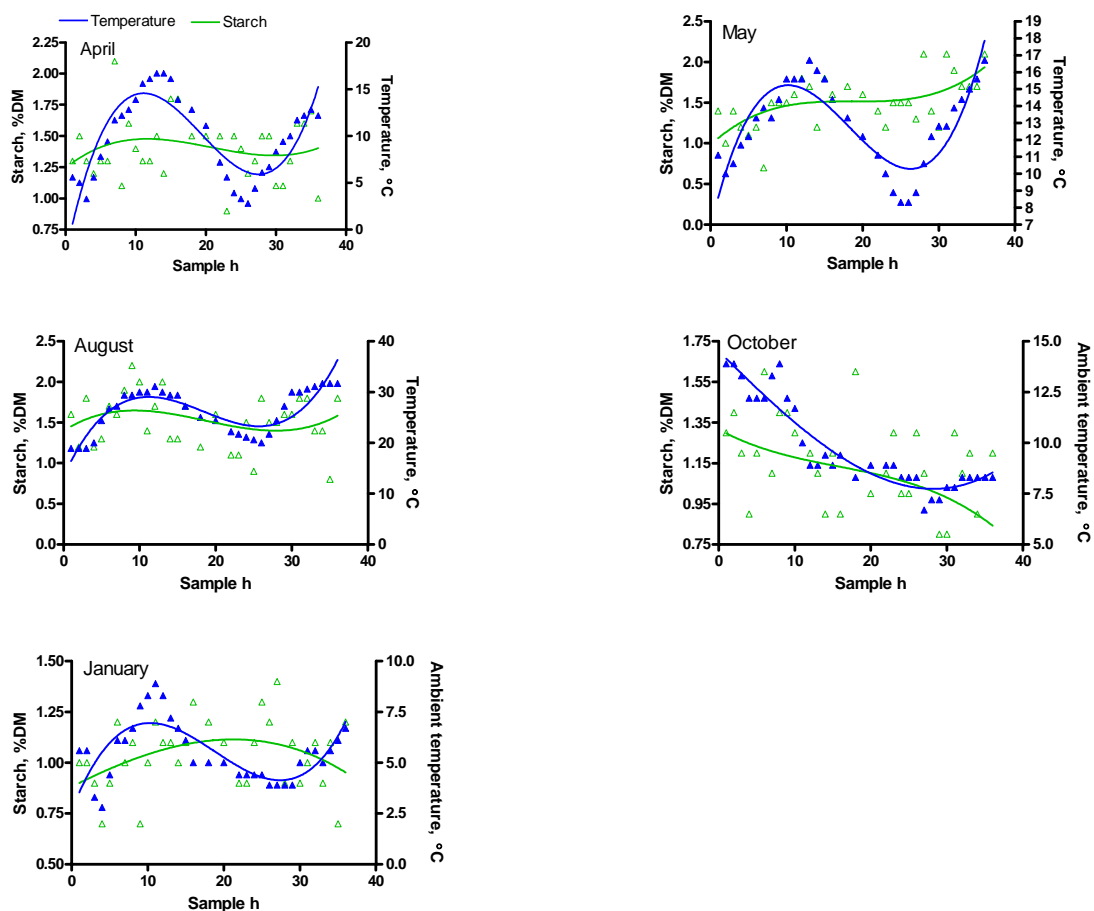 Temperature Starch
April
2.25
2.00
1.75
1.50
1.25
1.00
0.75
Starch, %DM
20
15
10
5
0
Temperature, °C
0 10 20 30 40
Sample h
May
2.5
2.0
1.5
1.0
0.5
0.0
Starch, %DM
19
18
17
16
15
14
13
12
11
10
9
8
7
Temperature, °C
0 10 20 30 40
Sample h
August
2.5
2.0
1.5
1.0
0.5
0.0
Starch, %DM
40
30
20
10
0
Temperature, °C
0 10 20 30 40
Sample h
October
1.75
1.55
1.35
1.15
0.95
0.75
Starch, %DM
15.0
12.5
10.0
7.5
5.0
Ambient temperature, °C
0 10 20 30 40
Sample h
January
1.50
1.25
1.00
0.75
0.50
Starch, %DM
10.0
7.5
5.0
2.5
0.0
Ambient temperature, °C
0 10 20 30 40
Sample h